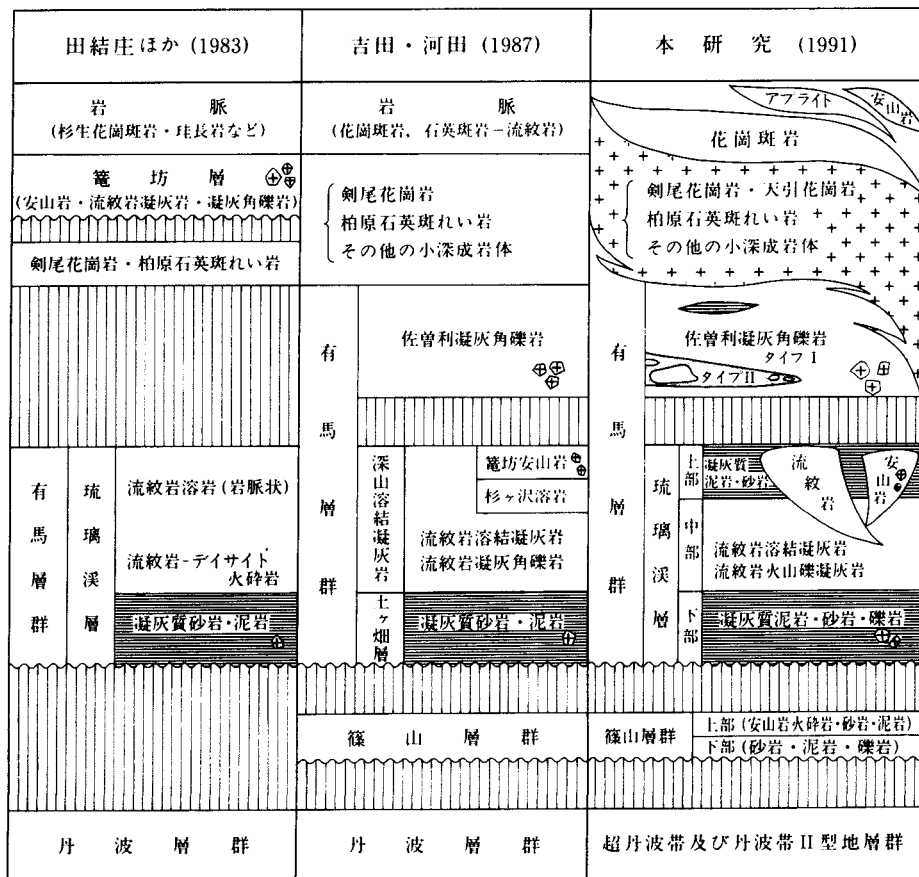 田結庄ほか (1983)
岩脈
(杉生花崗斑岩・珪長岩など)
篭坊層
(安山岩・流紋岩凝灰岩・凝灰角礫岩)
剣尾花崗岩・柏原石英斑れい岩
有馬層群
琉璃渓層
流紋岩溶岩 (岩脈状)
流紋岩-デイサイト
火砕岩
凝灰質砂岩・泥岩
丹波層群
吉田・河田 (1987)
岩脈
(花崗斑岩, 石英斑岩-流紋岩)
剣尾花崗岩
柏原石英斑れい岩
その他の小深成岩体
有馬層群
佐曽利凝灰角礫岩
深山溶結凝灰岩
篭坊安山岩
杉ヶ沢溶岩
流紋岩溶結凝灰岩
流紋岩凝灰角礫岩
土ヶ畑層
凝灰質砂岩・泥岩
篠山層群
丹波層群
本研究 (1991)
アプライト
安山岩
花崗斑岩
剣尾花崗岩・天引花崗岩
柏原石英斑れい岩
その他の小深成岩体
有馬層群
佐曽利凝灰角礫岩
タイプ I
タイプ II
琉璃渓層
上部
凝灰質
泥岩・砂岩
流紋岩
安山岩
中部
流紋岩溶結凝灰岩
流紋岩火山礫凝灰岩
下部
凝灰質泥岩・砂岩・礫岩
篠山層群
上部 (安山岩火砕岩・砂岩・泥岩)
下部 (砂岩・泥岩・礫岩)
超丹波帯及び丹波帯 II 型地層群